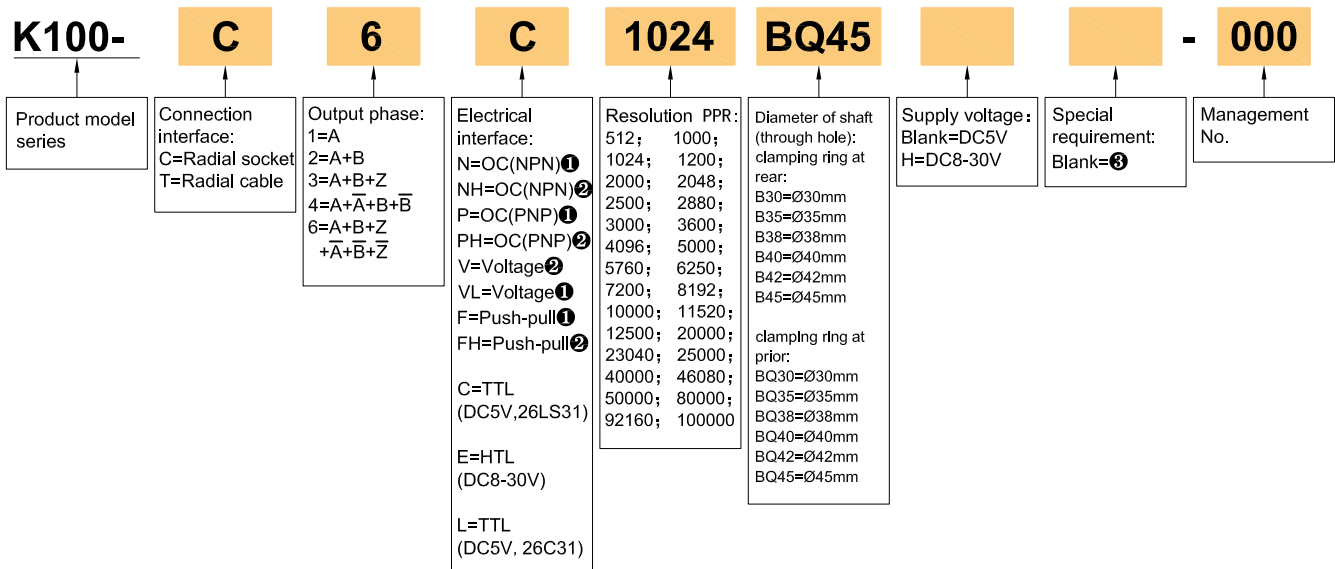 K100- C 6 C 1024 BQ45 - 000
Product model
series
Connection
interface:
C=Radial socket
T=Radial cable
Output phase:
1=A
2=A+B
3=A+B+Z
4=A+A̅+B+B̅
6=A+B+Z
+A̅+B̅+Z̅
Electrical
interface:
N=OC(NPN)❶
NH=OC(NPN)❷
P=OC(PNP)❶
PH=OC(PNP)❷
V=Voltage❷
VL=Voltage❶
F=Push-pull❶
FH=Push-pull❷
C=TTL
(DC5V,26LS31)
E=HTL
(DC8-30V)
L=TTL
(DC5V, 26C31)
Resolution PPR:
512; 1000;
1024; 1200;
2000; 2048;
2500; 2880;
3000; 3600;
4096; 5000;
5760; 6250;
7200; 8192;
10000; 11520;
12500; 20000;
23040; 25000;
40000; 46080;
50000; 80000;
92160; 100000
Diameter of shaft
(through hole):
clamping ring at
rear:
B30=Ø30mm
B35=Ø35mm
B38=Ø38mm
B40=Ø40mm
B42=Ø42mm
B45=Ø45mm
clamping ring at
prior:
BQ30=Ø30mm
BQ35=Ø35mm
BQ38=Ø38mm
BQ40=Ø40mm
BQ42=Ø42mm
BQ45=Ø45mm
Supply voltage:
Blank=DC5V
H=DC8-30V
Special
requirement:
Blank=❸
Management
No.